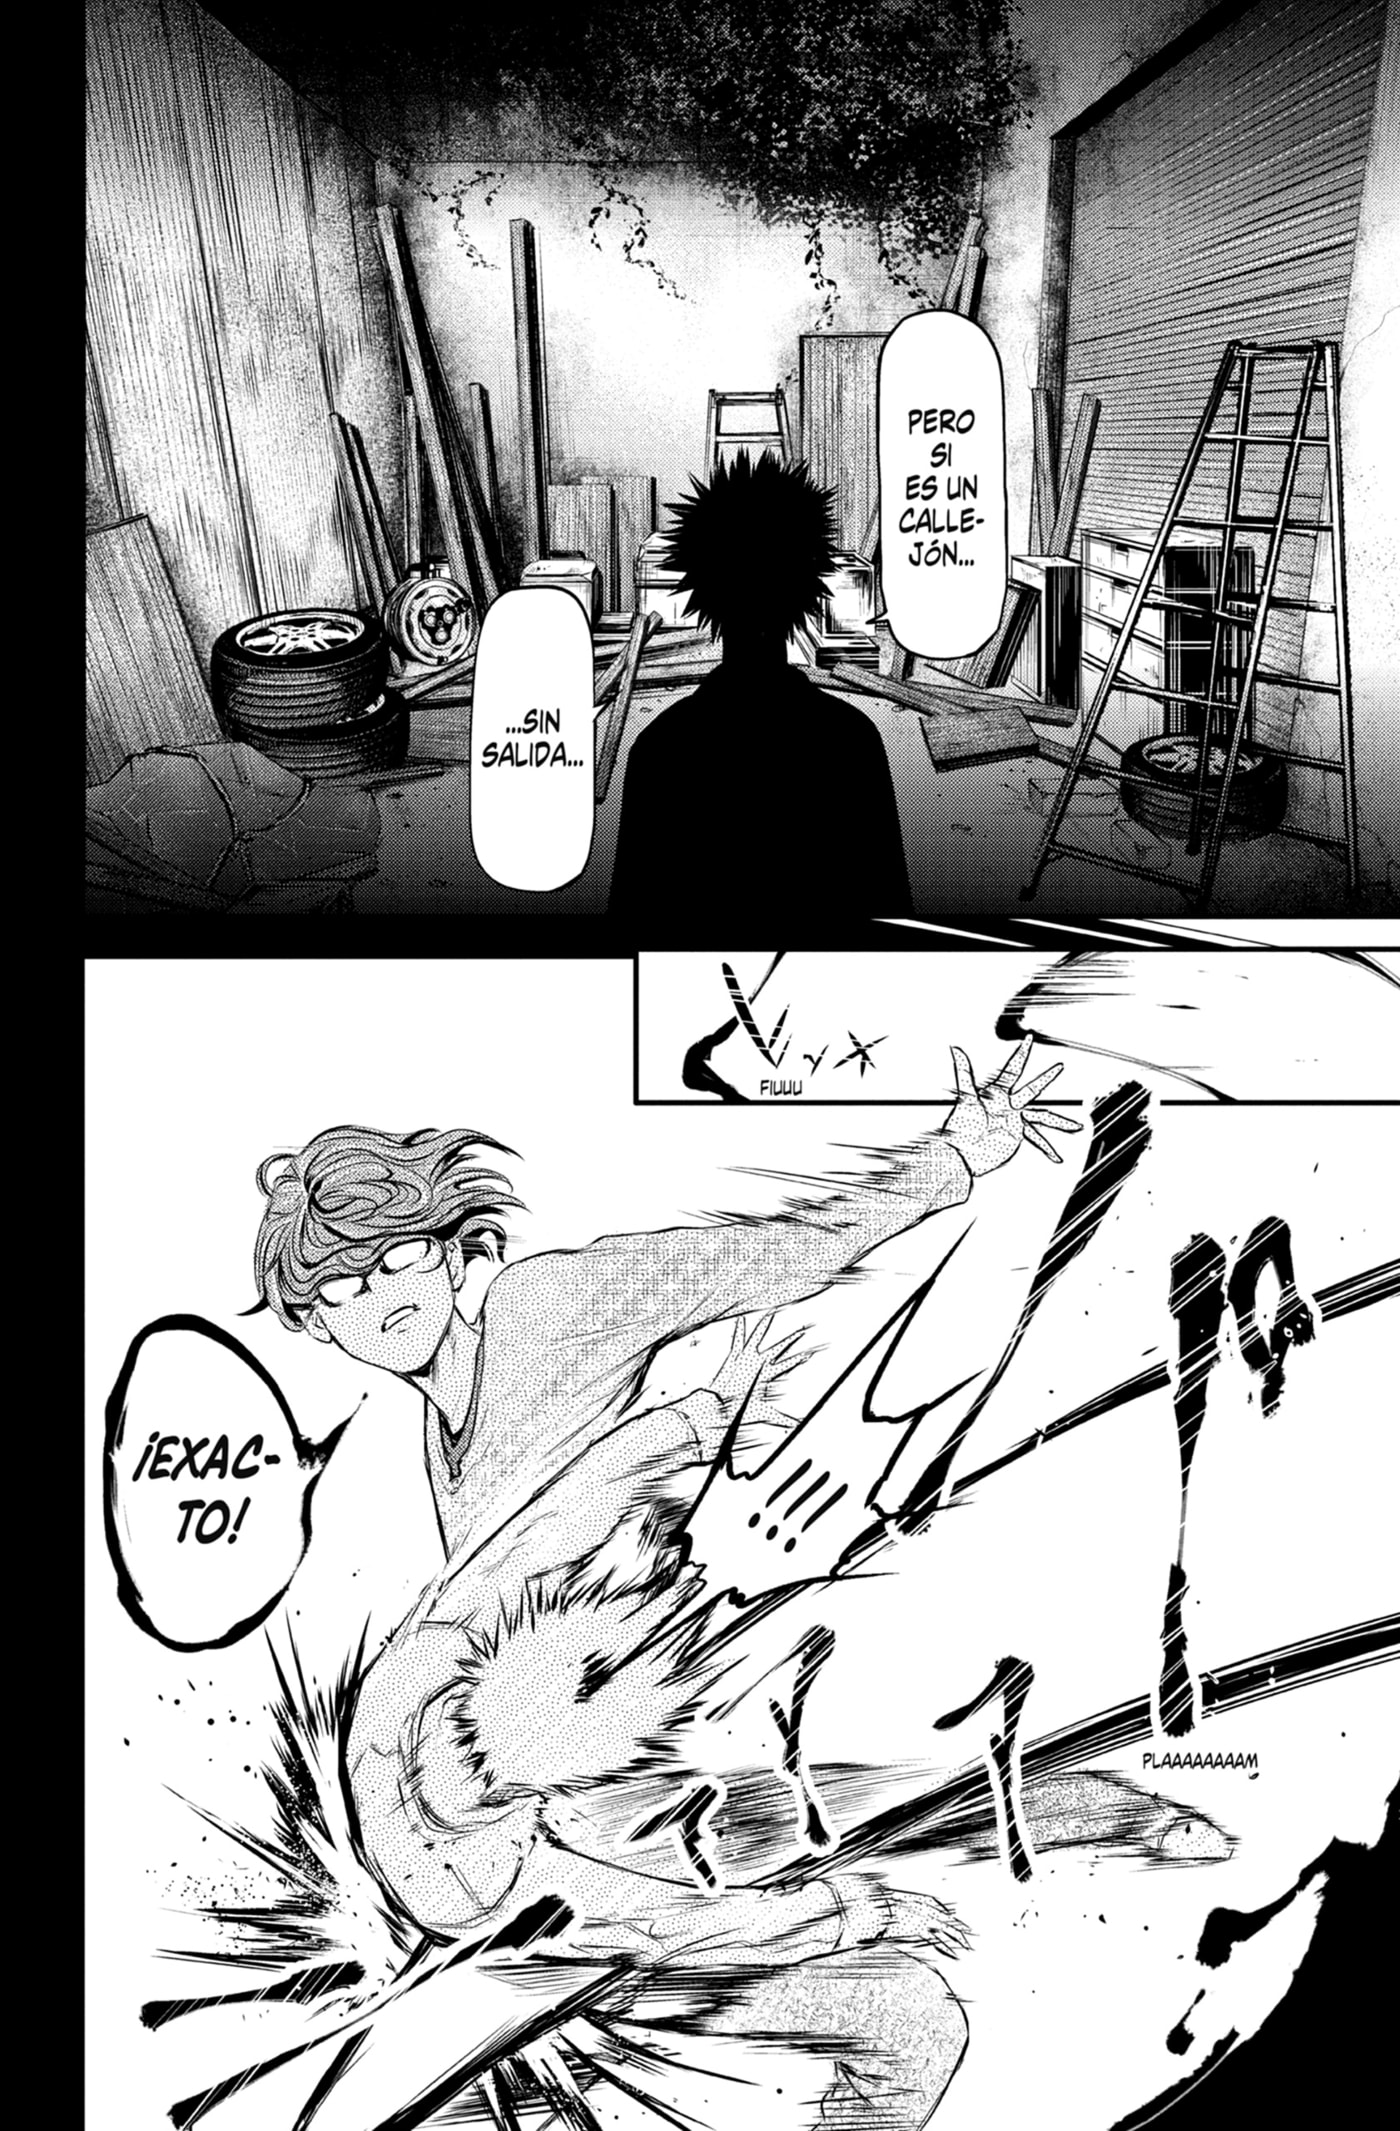 PERO
SI
ES UN
CALLE-
JÓN...
...SIN
SALIDA...
FIUUU
¡EXAC-
TO!
!!!
PLAAAAAAAAM